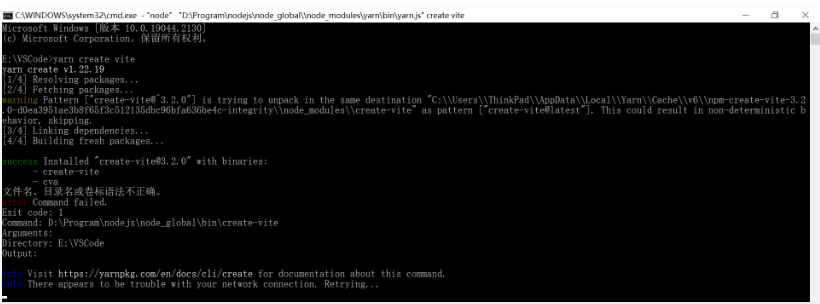 C:\WINDOWS\system32\cmd.exe - "node"  "D:\Program\nodejs\node_global\\node_modules\yarn\bin\yarn.js" create vite
Microsoft Windows [版本 10.0.19044.2130]
(c) Microsoft Corporation。保留所有权利。
E:\VSCode>yarn create vite
yarn create v1.22.19
[1/4] Resolving packages...
[2/4] Fetching packages...
warning Pattern ["create-vite@^3.2.0"] is trying to unpack in the same destination "C:\\Users\\ThinkPad\\AppData\\Local\\Yarn\\Cache\\v6\\npm-create-vite-3.2
.0-d0ea3951ae3b8f65f3c512135dbc96bfa636be4c-integrity\\node_modules\\create-vite" as pattern ["create-vite@latest"]. This could result in non-deterministic b
ehavior, skipping.
[3/4] Linking dependencies...
[4/4] Building fresh packages...
success Installed "create-vite@3.2.0" with binaries:
- create-vite
- cva
文件名、目录名或卷标语法不正确。
error Command failed.
Exit code: 1
Command: D:\Program\nodejs\node_global\bin\create-vite
Arguments:
Directory: E:\VSCode
Output:
info Visit https://yarnpkg.com/en/docs/cli/create for documentation about this command.
info There appears to be trouble with your network connection. Retrying...